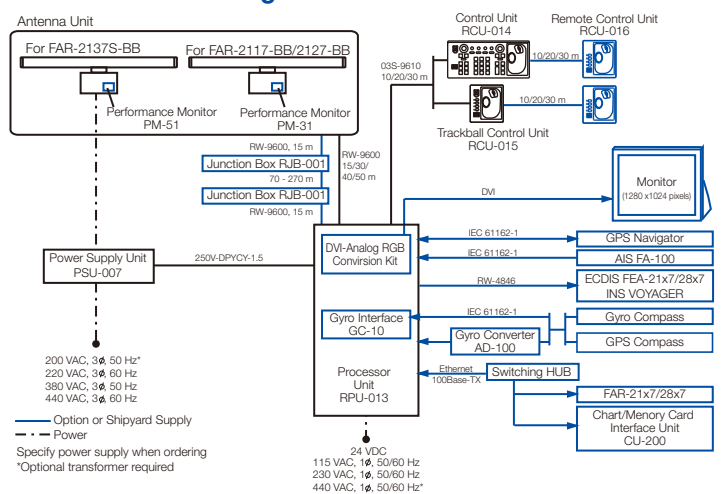 Antenna Unit
For FAR-2137S-BB
For FAR-2117-BB/2127-BB
Performance Monitor
PM-51
Performance Monitor
PM-31
Control Unit
RCU-014
Remote Control Unit
RCU-016
03S-9610
10/20/30 m
10/20/30 m
10/20/30 m
Trackball Control Unit
RCU-015
RW-9600, 15 m
Junction Box RJB-001
70 - 270 m
Junction Box RJB-001
RW-9600, 15 m
RW-9600
15/30/
40/50 m
DVI
Monitor
(1280 x1024 pixels)
Power Supply Unit
PSU-007
250V-DPYCY-1.5
DVI-Analog RGB
Convirsion Kit
IEC 61162-1
GPS Navigator
IEC 61162-1
AIS FA-100
RW-4846
ECDIS FEA-21x7/28x7
INS VOYAGER
Gyro Interface
GC-10
IEC 61162-1
Gyro Compass
Gyro Converter
AD-100
GPS Compass
Processor
Unit
RPU-013
Ethernet
100Base-TX
Switching HUB
FAR-21x7/28x7
Chart/Menory Card
Interface Unit
CU-200
200 VAC, 3ø, 50 Hz*
220 VAC, 3ø, 60 Hz
380 VAC, 3ø, 50 Hz
440 VAC, 3ø, 60 Hz
Option or Shipyard Supply
Power
Specify power supply when ordering
*Optional transformer required
24 VDC
115 VAC, 1ø, 50/60 Hz
230 VAC, 1ø, 50/60 Hz
440 VAC, 1ø, 50/60 Hz*